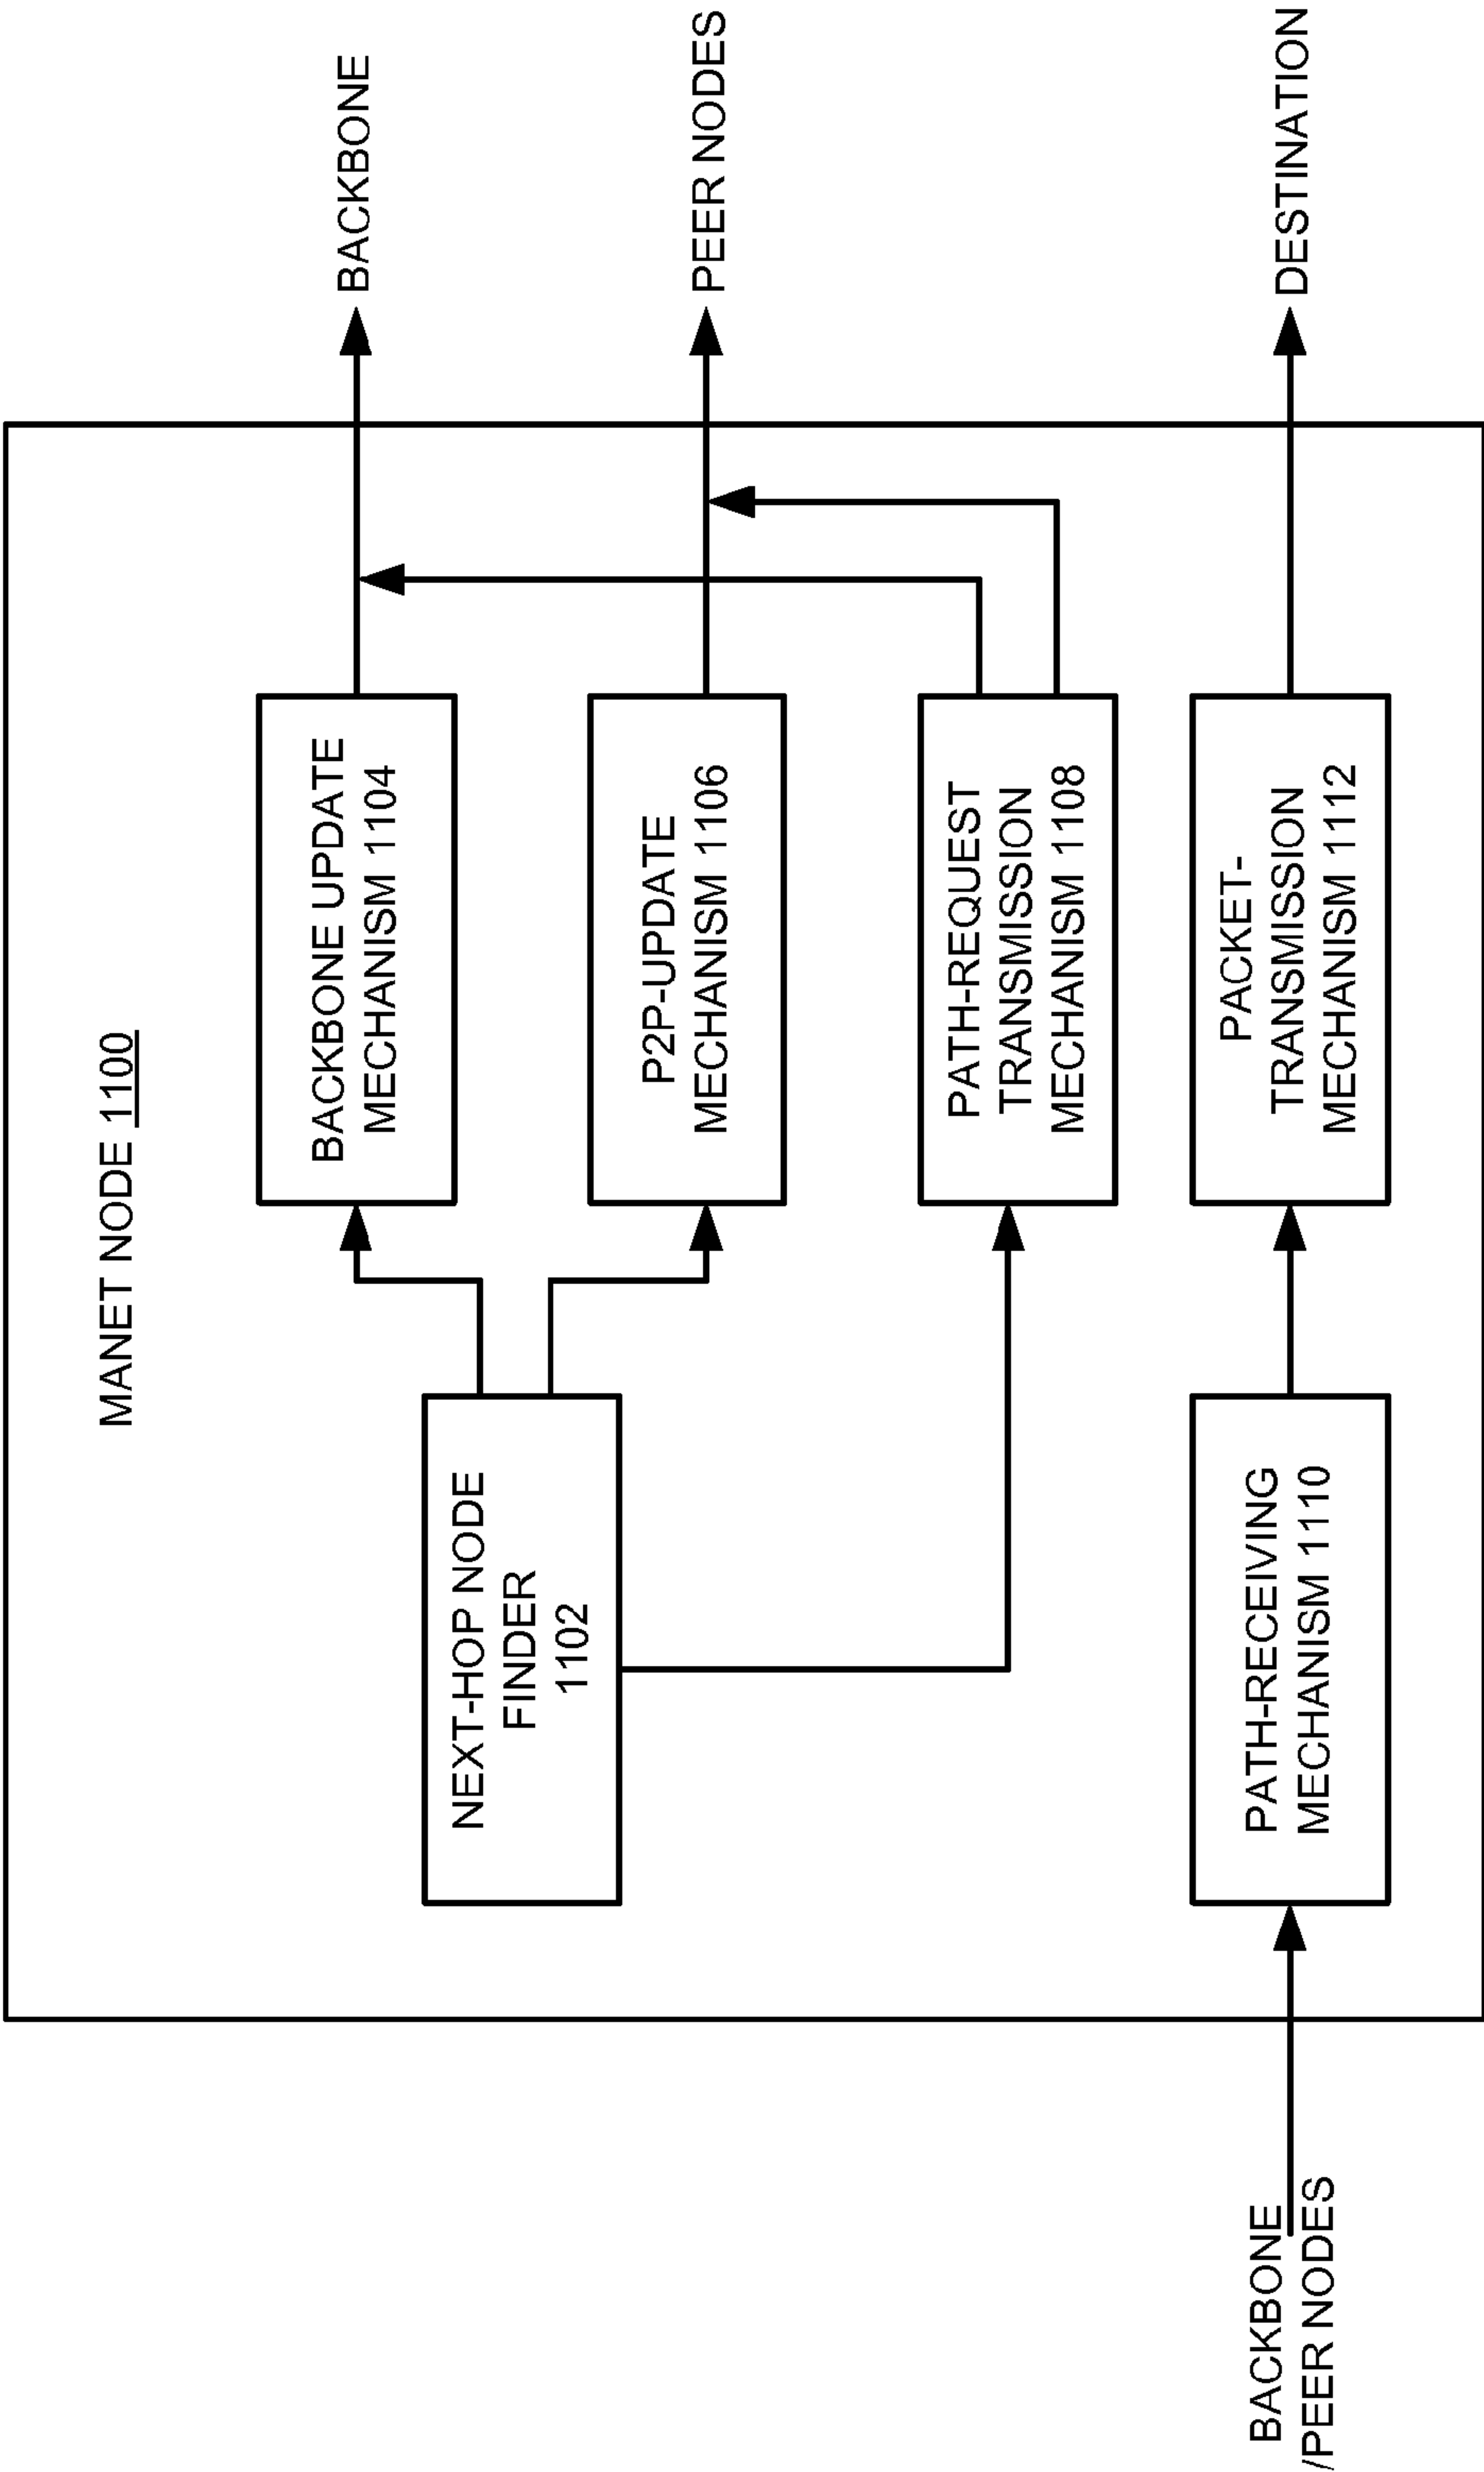 MANET NODE 1100
BACKBONE UPDATE
MECHANISM 1104
BACKBONE
NEXT-HOP NODE
FINDER
1102
P2P-UPDATE
MECHANISM 1106
PEER NODES
PATH-REQUEST
TRANSMISSION
MECHANISM 1108
BACKBONE
/PEER NODES
PATH-RECEIVING
MECHANISM 1110
PACKET-
TRANSMISSION
MECHANISM 1112
DESTINATION